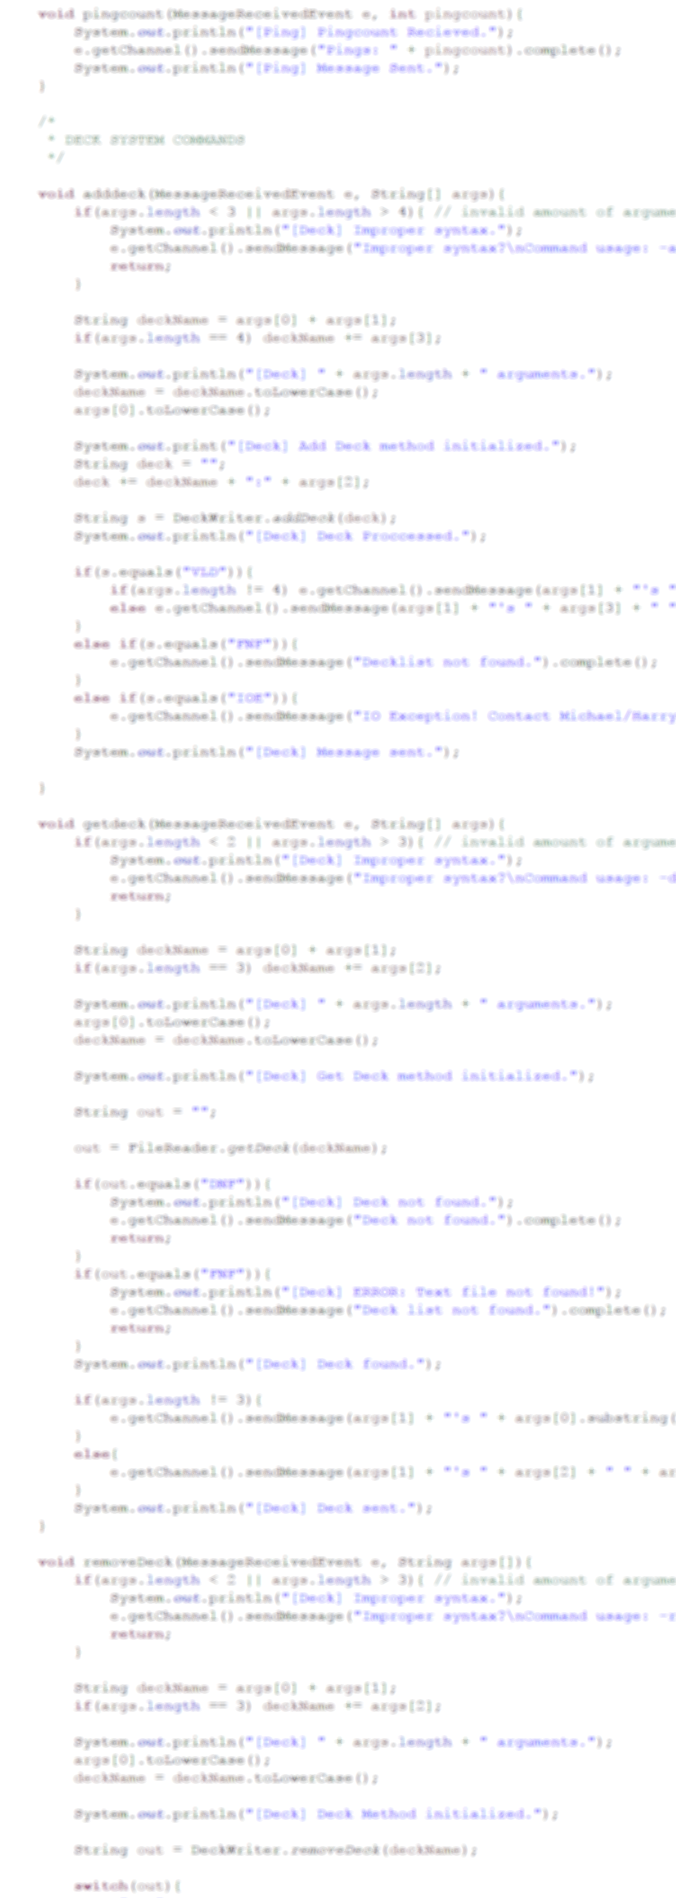 void pingcount(MessageReceivedEvent e, int pingcount){
System.out.println("[Ping] Pingcount Recieved.");
e.getChannel().sendMessage("Pings: " + pingcount).complete();
System.out.println("[Ping] Message Sent.");
}
/*
* DECK SYSTEM COMMANDS
*/
void adddeck(MessageReceivedEvent e, String[] args){
if(args.length < 3 || args.length > 4){ // invalid amount of argume
System.out.println("[Deck] Improper syntax.");
e.getChannel().sendMessage("Improper syntax?\nCommand usage: -a
return;
}
String deckName = args[0] + args[1];
if(args.length == 4) deckName += args[3];
System.out.println("[Deck] " + args.length + " arguments.");
deckName = deckName.toLowerCase();
args[0].toLowerCase();
System.out.print("[Deck] Add Deck method initialized.");
String deck = "";
deck += deckName + ":" + args[2];
String s = DeckWriter.addDeck(deck);
System.out.println("[Deck] Deck Proccessed.");
if(s.equals("VLD")){
if(args.length != 4) e.getChannel().sendMessage(args[1] + "'s "
else e.getChannel().sendMessage(args[1] + "'s " + args[3] + " "
}
else if(s.equals("FNF")){
e.getChannel().sendMessage("Decklist not found.").complete();
}
else if(s.equals("IOE")){
e.getChannel().sendMessage("IO Exception! Contact Michael/Harry
}
System.out.println("[Deck] Message sent.");
}
void getdeck(MessageReceivedEvent e, String[] args){
if(args.length < 2 || args.length > 3){ // invalid amount of argume
System.out.println("[Deck] Improper syntax.");
e.getChannel().sendMessage("Improper syntax?\nCommand usage: -d
return;
}
String deckName = args[0] + args[1];
if(args.length == 3) deckName += args[2];
System.out.println("[Deck] " + args.length + " arguments.");
args[0].toLowerCase();
deckName = deckName.toLowerCase();
System.out.println("[Deck] Get Deck method initialized.");
String out = "";
out = FileReader.getDeck(deckName);
if(out.equals("DNF")){
System.out.println("[Deck] Deck not found.");
e.getChannel().sendMessage("Deck not found.").complete();
return;
}
if(out.equals("FNF")){
System.out.println("[Deck] ERROR: Text file not found!");
e.getChannel().sendMessage("Deck list not found.").complete();
return;
}
System.out.println("[Deck] Deck found.");
if(args.length != 3){
e.getChannel().sendMessage(args[1] + "'s " + args[0].substring(
}
else{
e.getChannel().sendMessage(args[1] + "'s " + args[2] + " " + ar
}
System.out.println("[Deck] Deck sent.");
}
void removeDeck(MessageReceivedEvent e, String args[]){
if(args.length < 2 || args.length > 3){ // invalid amount of argume
System.out.println("[Deck] Improper syntax.");
e.getChannel().sendMessage("Improper syntax?\nCommand usage: -r
return;
}
String deckName = args[0] + args[1];
if(args.length == 3) deckName += args[2];
System.out.println("[Deck] " + args.length + " arguments.");
args[0].toLowerCase();
deckName = deckName.toLowerCase();
System.out.println("[Deck] Deck Method initialized.");
String out = DeckWriter.removeDeck(deckName);
switch(out){